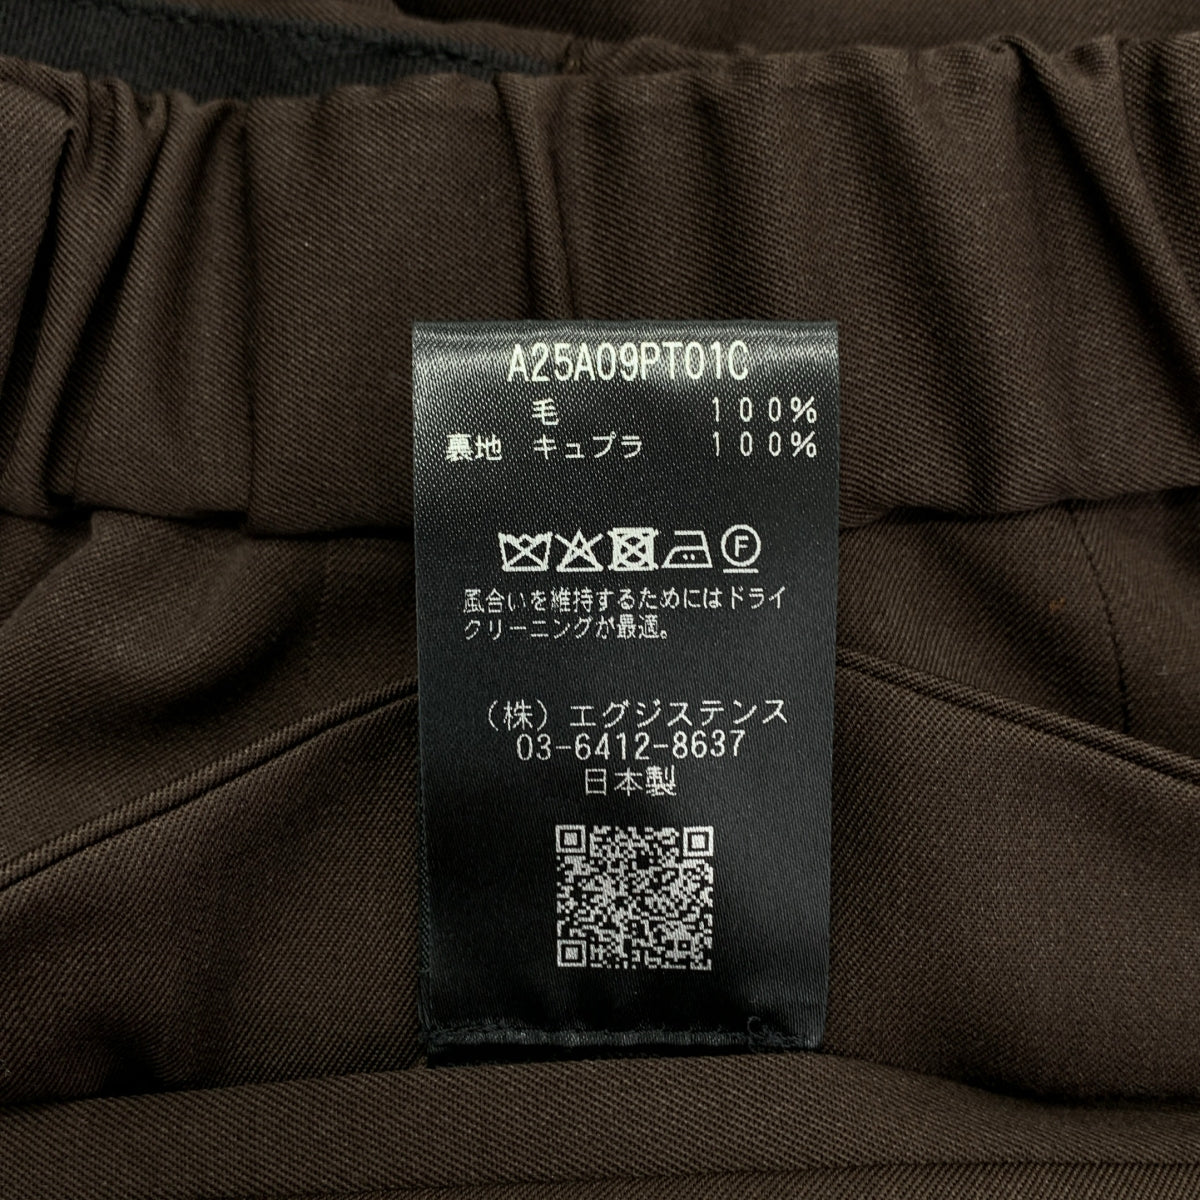 A25A09PT01C
毛 100%
裏地 キュプラ 100%
F
風合いを維持するためにはドライ
クリーニングが最適。
(株) エグジステンス
03-6412-8637
日本製